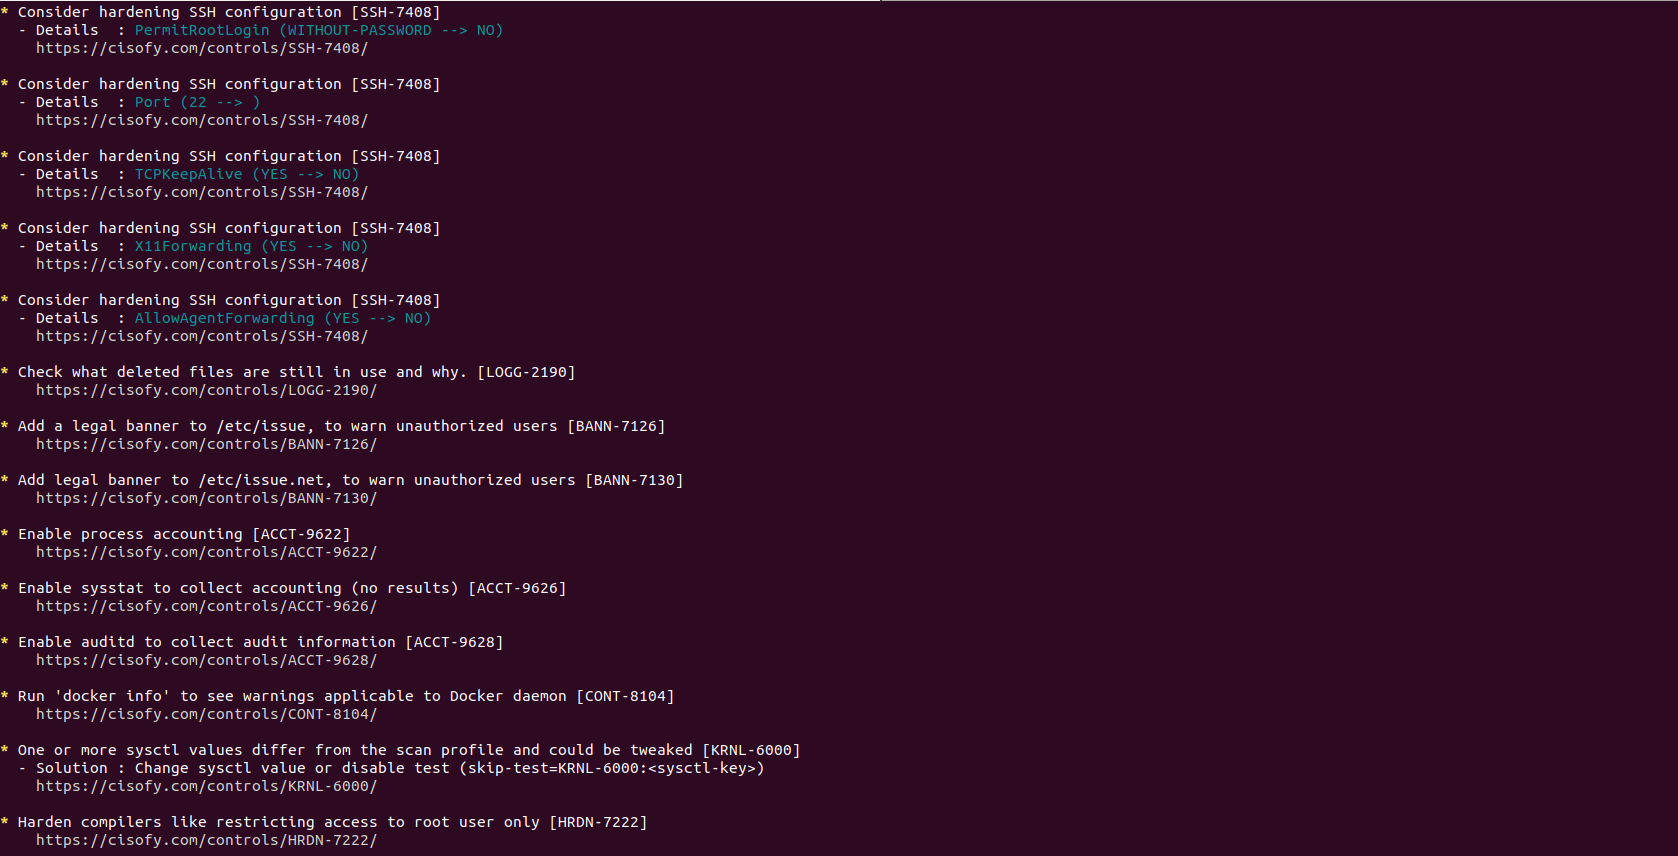 * Consider hardening SSH configuration [SSH-7408]
- Details : PermitRootLogin (WITHOUT-PASSWORD --> NO)
https://cisofy.com/controls/SSH-7408/
* Consider hardening SSH configuration [SSH-7408]
- Details : Port (22 --> )
https://cisofy.com/controls/SSH-7408/
* Consider hardening SSH configuration [SSH-7408]
- Details : TCPKeepAlive (YES --> NO)
https://cisofy.com/controls/SSH-7408/
* Consider hardening SSH configuration [SSH-7408]
- Details : X11Forwarding (YES --> NO)
https://cisofy.com/controls/SSH-7408/
* Consider hardening SSH configuration [SSH-7408]
- Details : AllowAgentForwarding (YES --> NO)
https://cisofy.com/controls/SSH-7408/
* Check what deleted files are still in use and why. [LOGG-2190]
https://cisofy.com/controls/LOGG-2190/
* Add a legal banner to /etc/issue, to warn unauthorized users [BANN-7126]
https://cisofy.com/controls/BANN-7126/
* Add legal banner to /etc/issue.net, to warn unauthorized users [BANN-7130]
https://cisofy.com/controls/BANN-7130/
* Enable process accounting [ACCT-9622]
https://cisofy.com/controls/ACCT-9622/
* Enable sysstat to collect accounting (no results) [ACCT-9626]
https://cisofy.com/controls/ACCT-9626/
* Enable auditd to collect audit information [ACCT-9628]
https://cisofy.com/controls/ACCT-9628/
* Run 'docker info' to see warnings applicable to Docker daemon [CONT-8104]
https://cisofy.com/controls/CONT-8104/
* One or more sysctl values differ from the scan profile and could be tweaked [KRNL-6000]
- Solution : Change sysctl value or disable test (skip-test=KRNL-6000:<sysctl-key>)
https://cisofy.com/controls/KRNL-6000/
* Harden compilers like restricting access to root user only [HRDN-7222]
https://cisofy.com/controls/HRDN-7222/